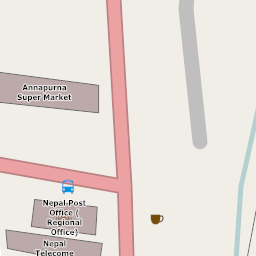 Annapurna
Super Market
Nepal Post
Office (
Regional
Office)
Nepal
Telecome